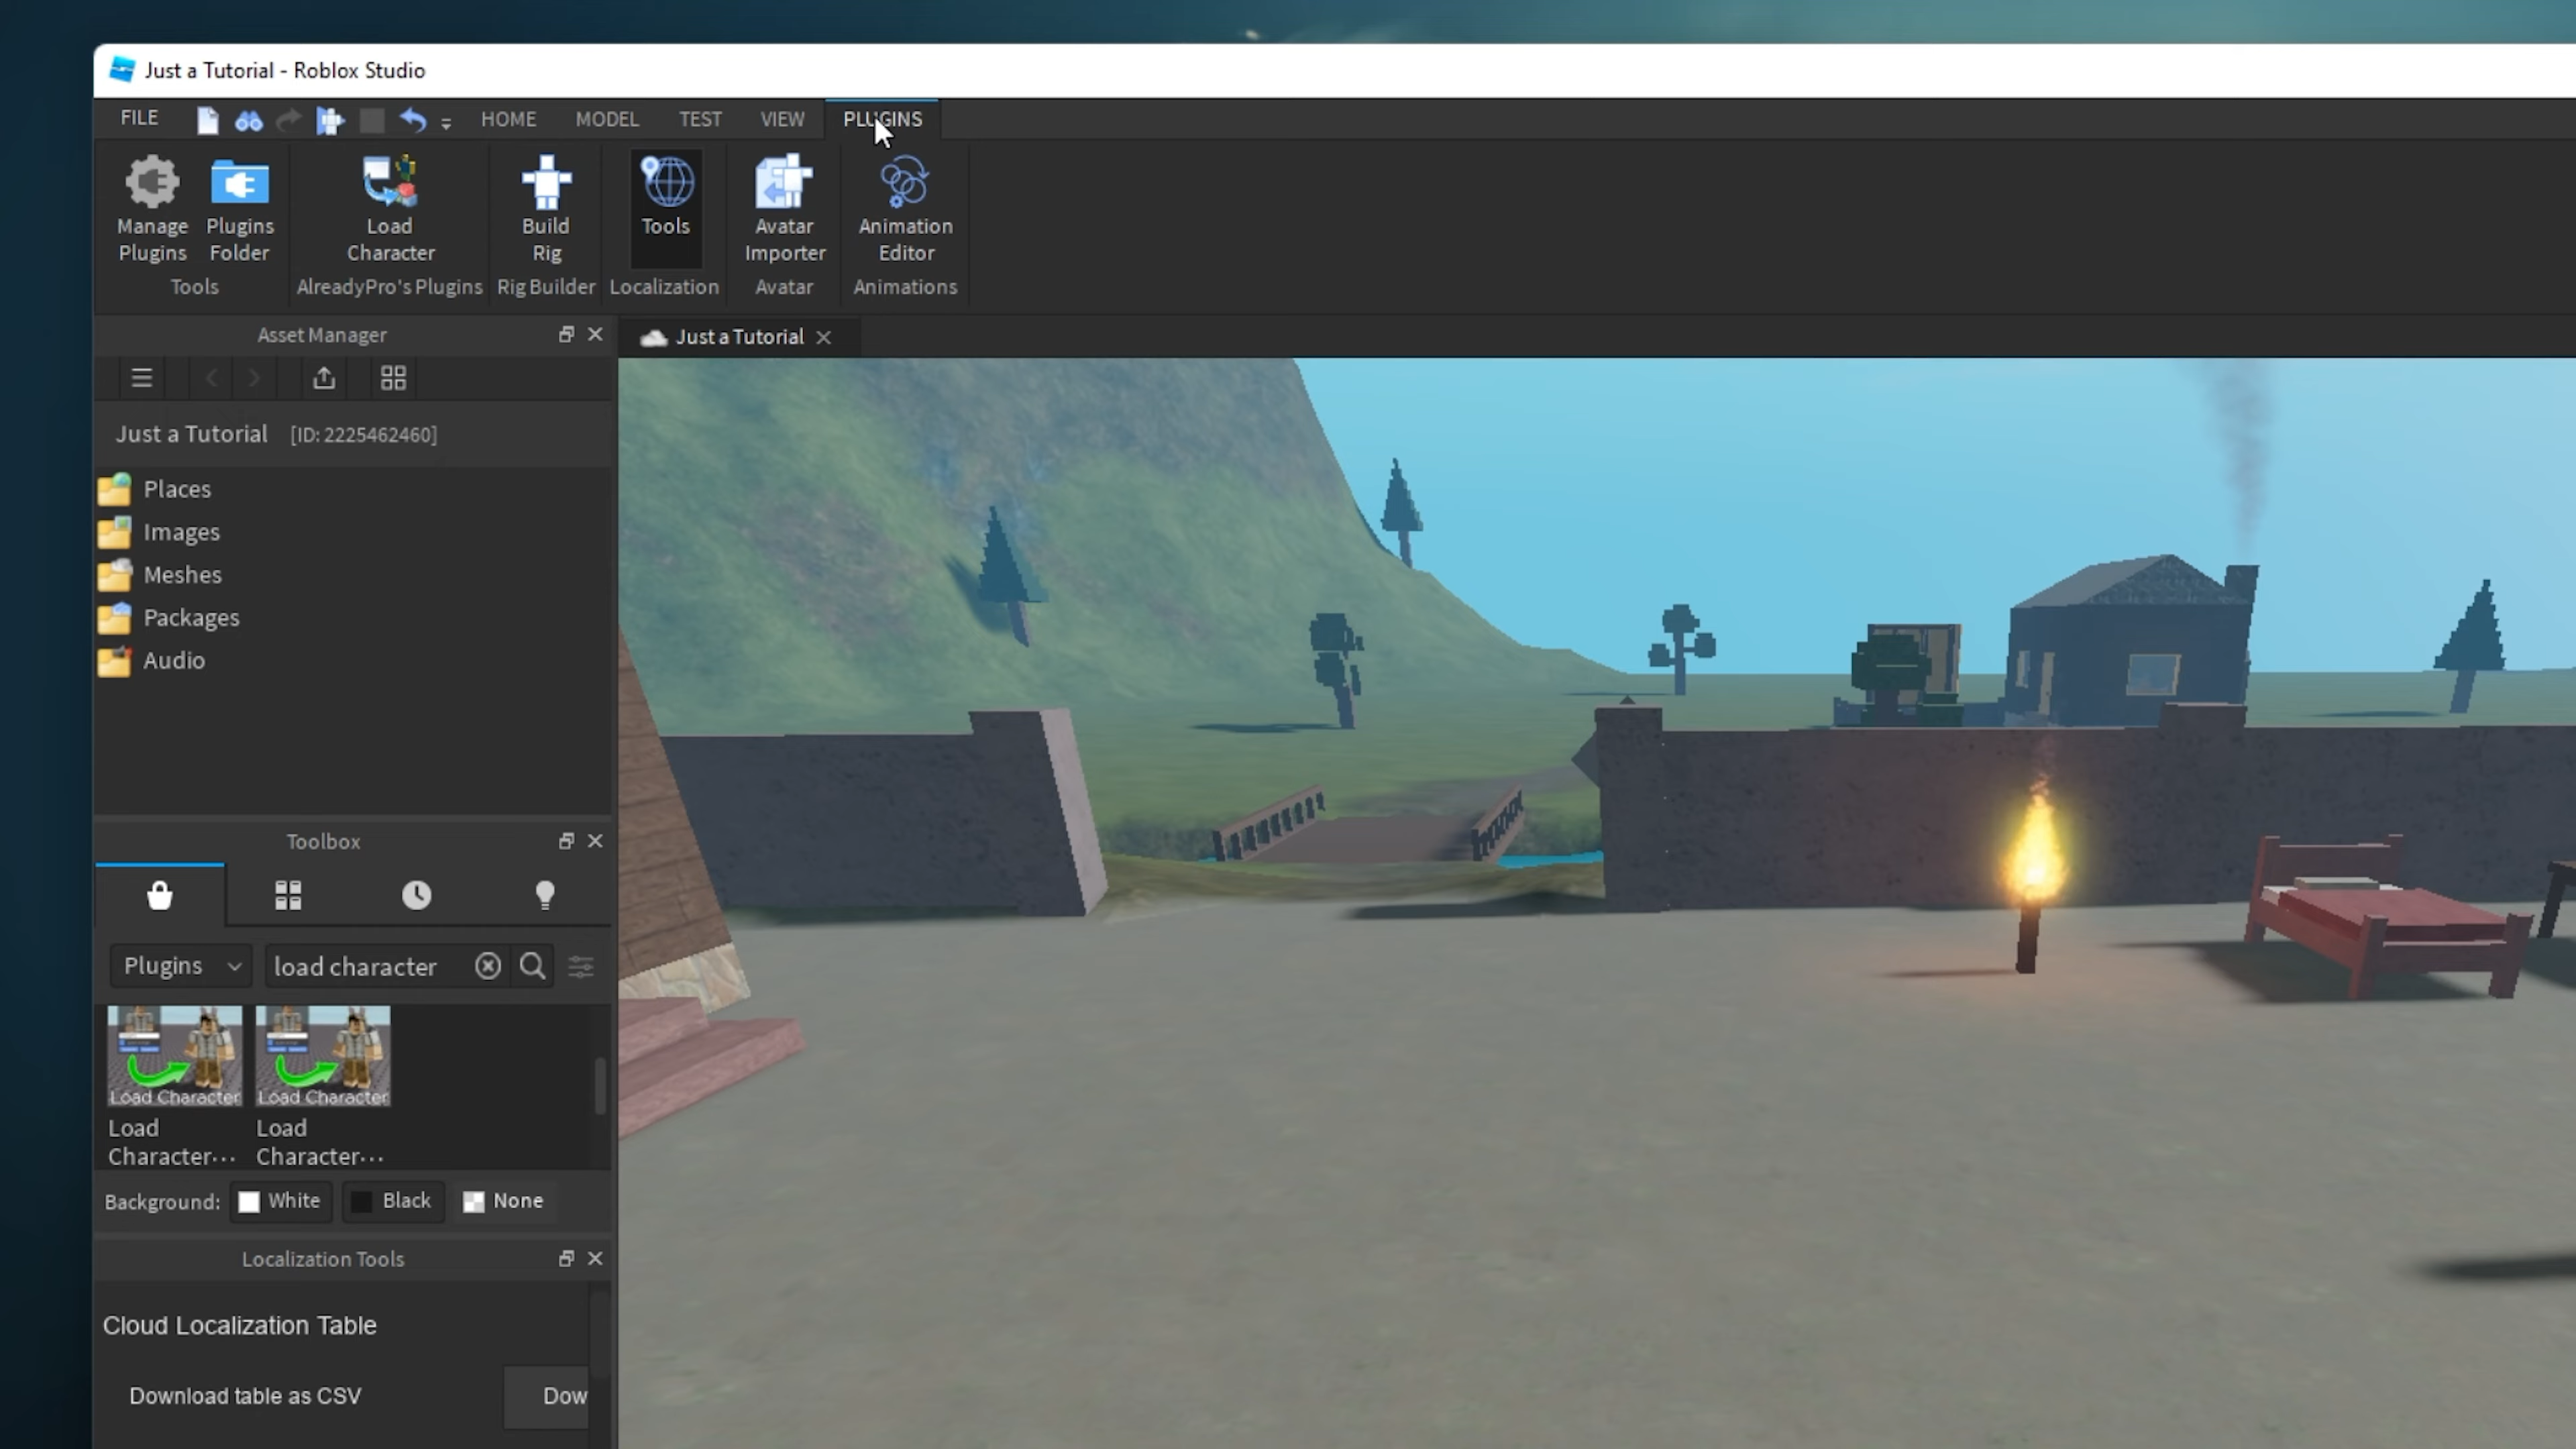 Just a Tutorial - Roblox Studio
FILE HOME MODEL TEST VIEW PLUGINS
Manage Plugins
Plugins Folder
Load Character
Build Rig
Tools
Avatar Importer
Animation Editor
Tools AlreadyPro's Plugins Rig Builder Localization Avatar Animations
Asset Manager
Just a Tutorial
Just a Tutorial [ID: 2225462460]
Places
Images
Meshes
Packages
Audio
Toolbox
Plugins load character
Load Character Load Character
Load Load
Character... Character...
Background: White Black None
Localization Tools
Cloud Localization Table
Download table as CSV Dow